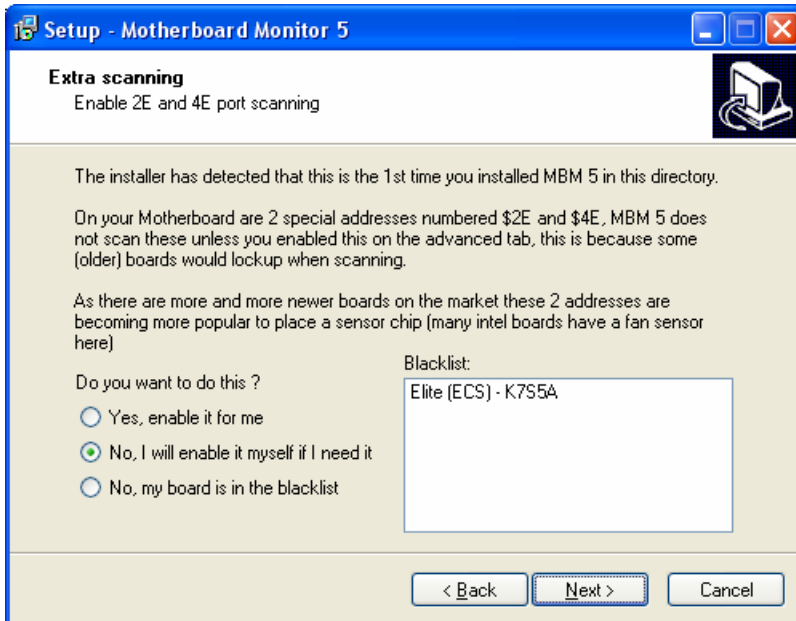 Setup - Motherboard Monitor 5
Extra scanning
Enable 2E and 4E port scanning
The installer has detected that this is the 1st time you installed MBM 5 in this directory.
On your Motherboard are 2 special addresses numbered $2E and $4E, MBM 5 does
not scan these unless you enabled this on the advanced tab, this is because some
(older) boards would lockup when scanning.
As there are more and more newer boards on the market these 2 addresses are
becoming more popular to place a sensor chip (many intel boards have a fan sensor
here)
Do you want to do this ?
Yes, enable it for me
No, I will enable it myself if I need it
No, my board is in the blacklist
Blacklist:
Elite (ECS) - K7S5A
< Back
Next >
Cancel